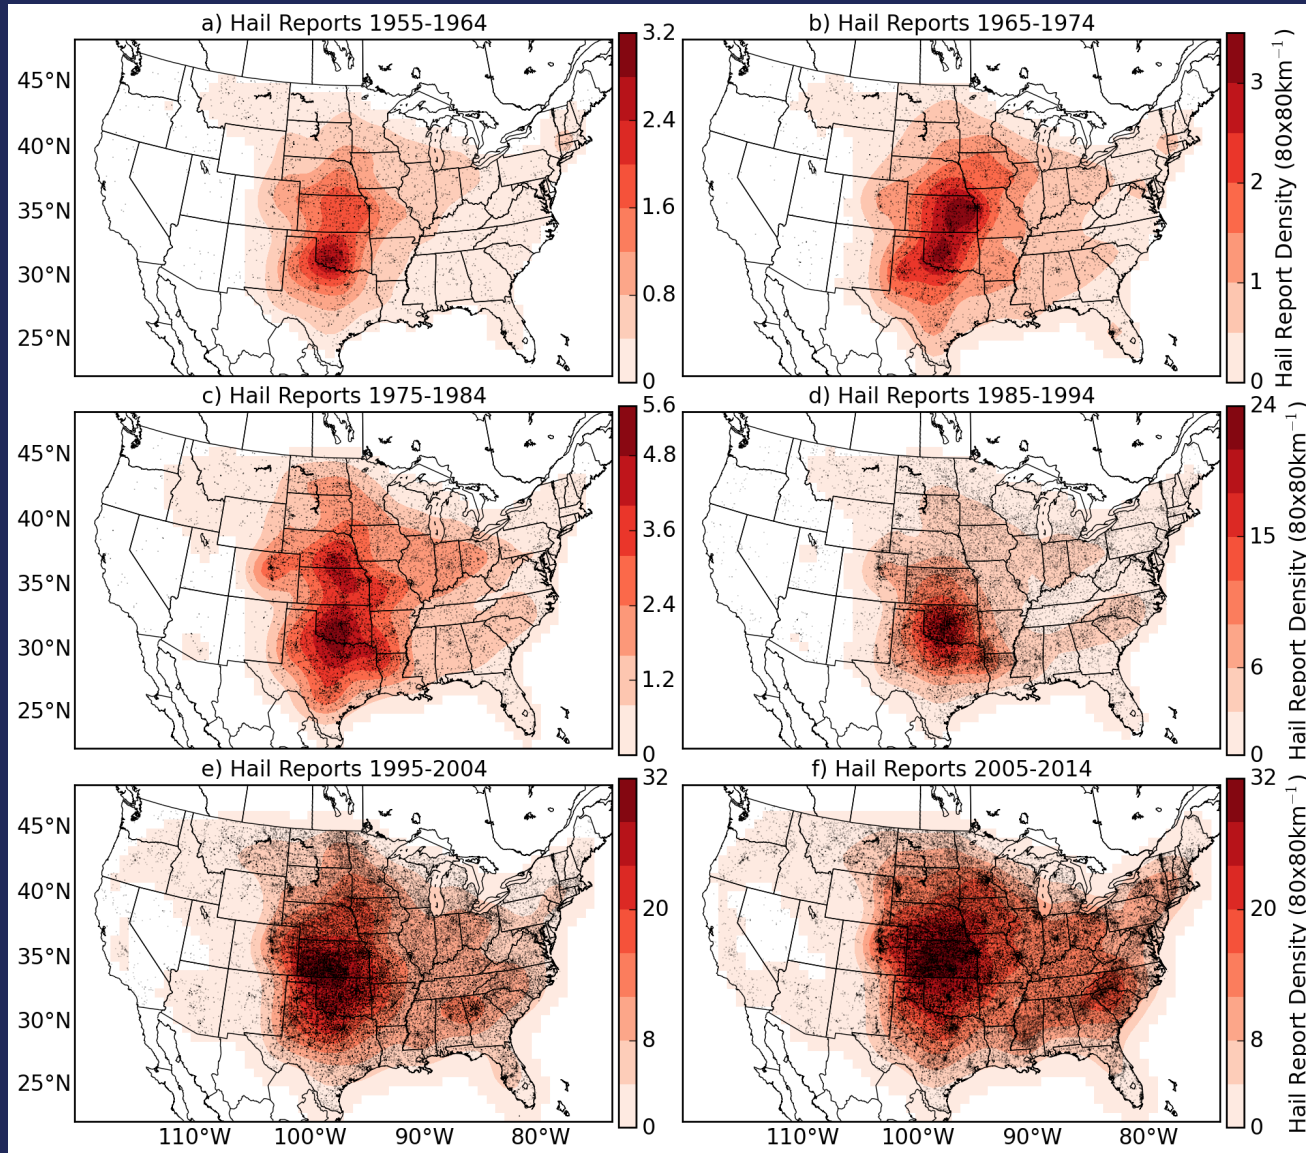 a) Hail Reports 1955-1964
b) Hail Reports 1965-1974
45°N
40°N
35°N
30°N
25°N
3.2
2.4
1.6
0.8
0
3
2
1
0
Hail Report Density (80x80km⁻¹)
c) Hail Reports 1975-1984
d) Hail Reports 1985-1994
45°N
40°N
35°N
30°N
25°N
5.6
4.8
3.6
2.4
1.2
0
24
15
6
0
Hail Report Density (80x80km⁻¹)
e) Hail Reports 1995-2004
f) Hail Reports 2005-2014
45°N
40°N
35°N
30°N
25°N
32
20
8
0
32
20
8
0
Hail Report Density (80x80km⁻¹)
110°W 100°W 90°W 80°W
110°W 100°W 90°W 80°W